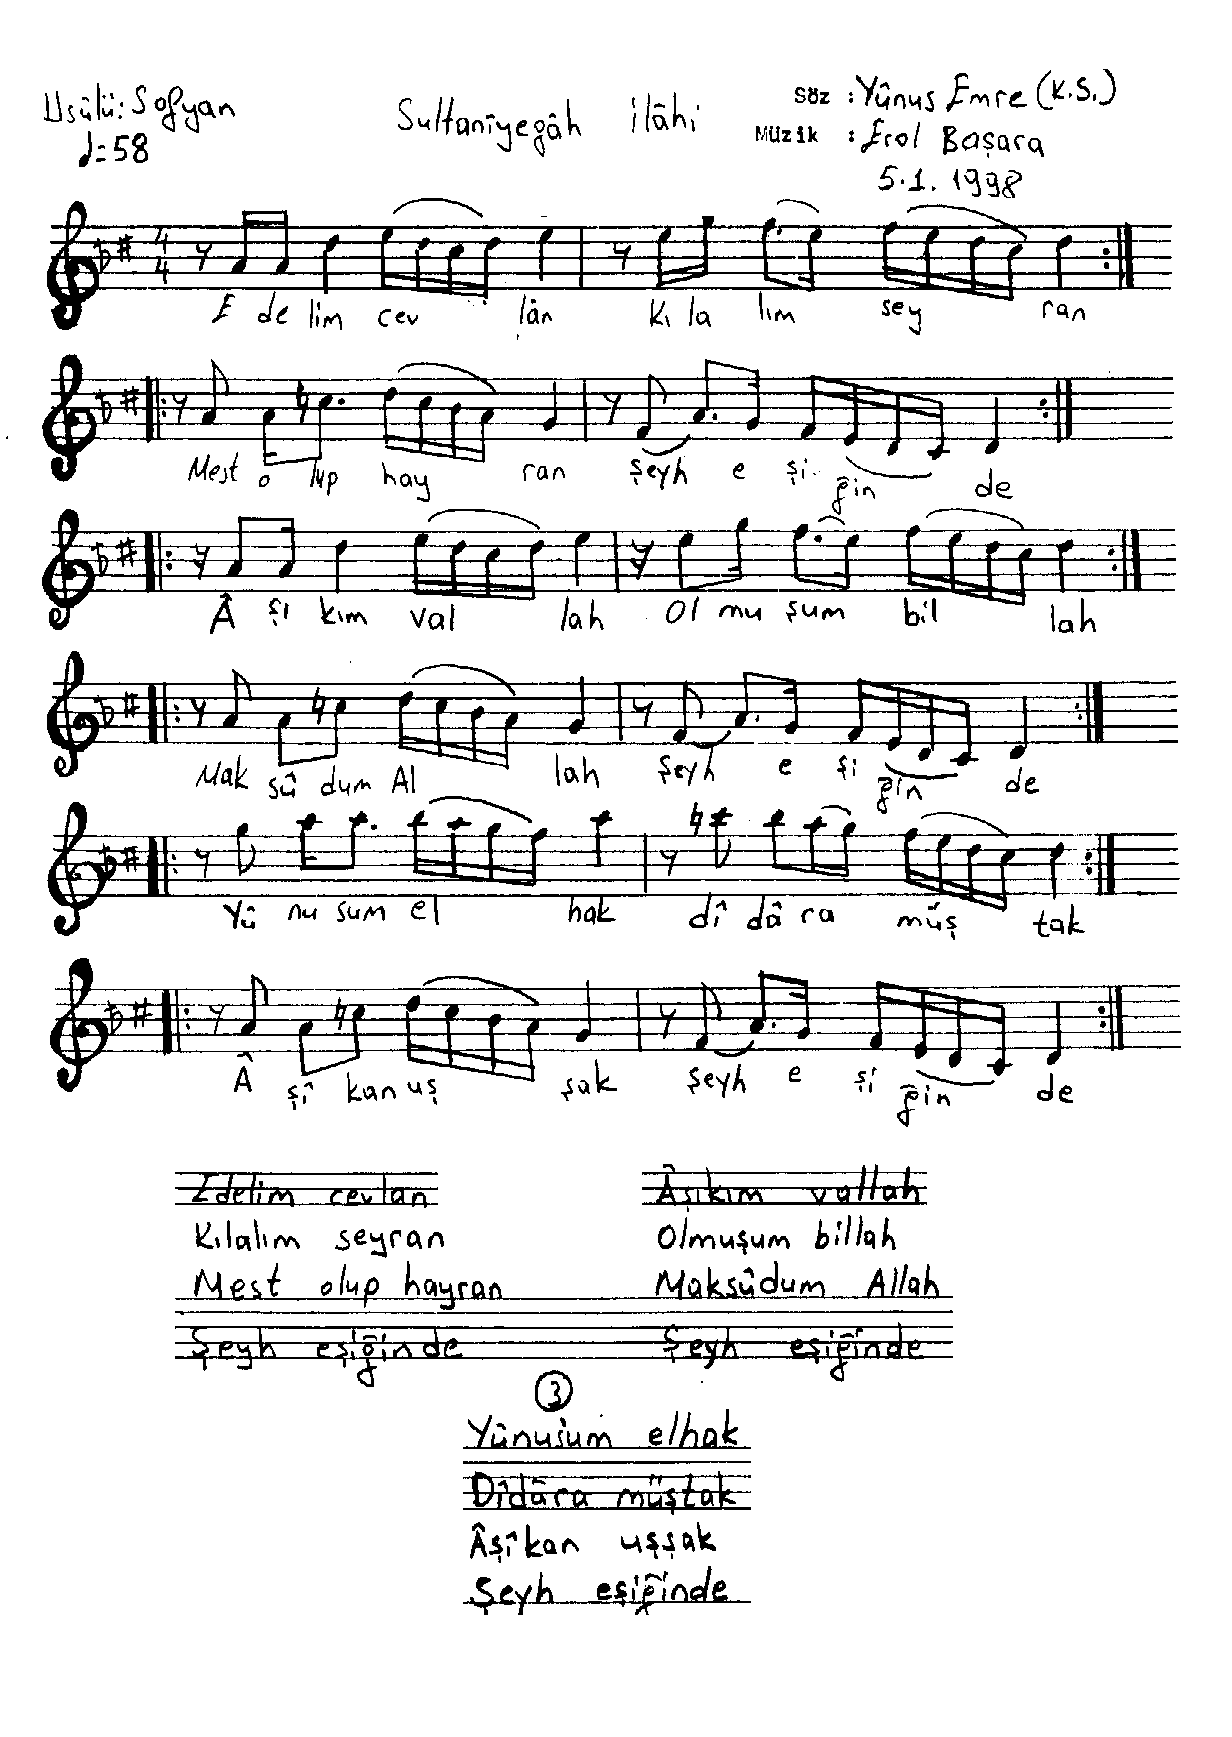 Usûlü: Sofyan
♩=58
Sultanîyegâh ilâhi
Söz : Yûnus Emre (K.S.)
Müzik : Erol Başara
5.1.1998
4/4
E de lim cev lân Kı la lım sey ran
Mest o lup hay ran şeyh e şi ğin de
 şı kım val lah Ol mu şum bil lah
Mak sû dum Al lah şeyh e şi ğin de
Yû nu sum el hak dî dâ ra müş tak
 şî kan uş şak şeyh e şi ğin de
Edelim cevlan
Kılalım seyran
Mest olup hayran
Şeyh eşiğinde
Âşıkım vallah
Olmuşum billah
Maksûdum Allah
Şeyh eşiğinde
3
Yûnusum elhak
Dîdâra müştak
Âşîkan uşşak
Şeyh eşiğinde